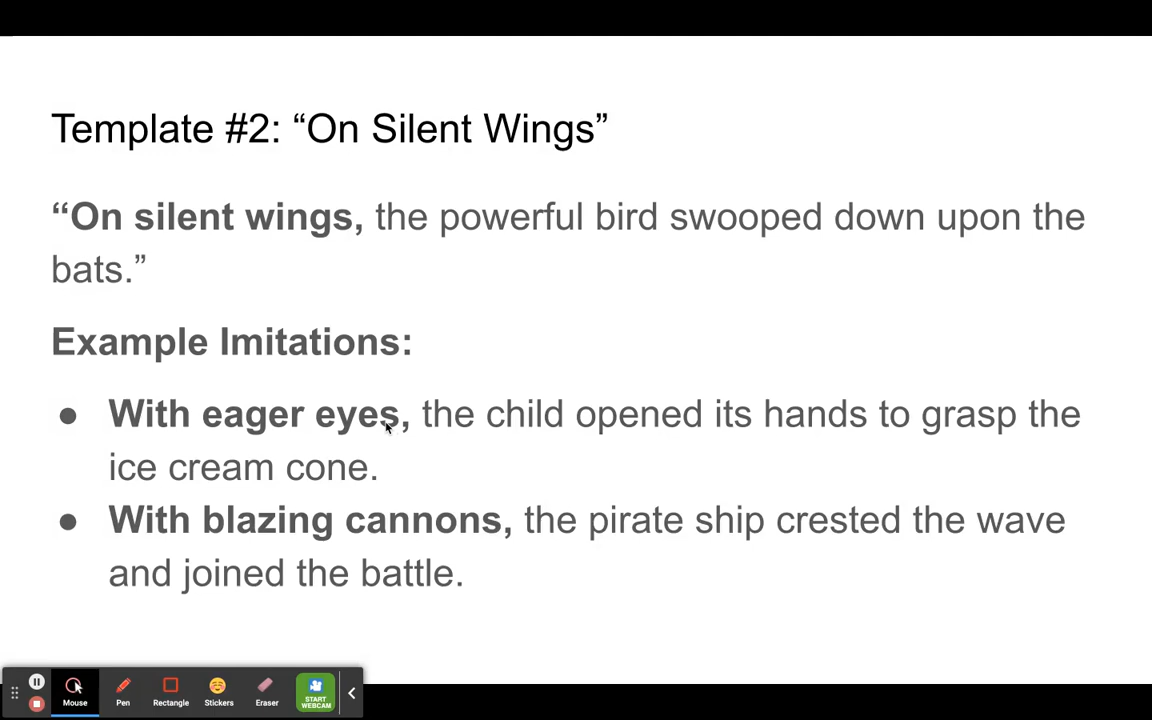 Template #2: “On Silent Wings”
“On silent wings, the powerful bird swooped down upon the
bats.”
Example Imitations:
● With eager eyes, the child opened its hands to grasp the
ice cream cone.
● With blazing cannons, the pirate ship crested the wave
and joined the battle.
Mouse Pen Rectangle Stickers Eraser START
WEBCAM